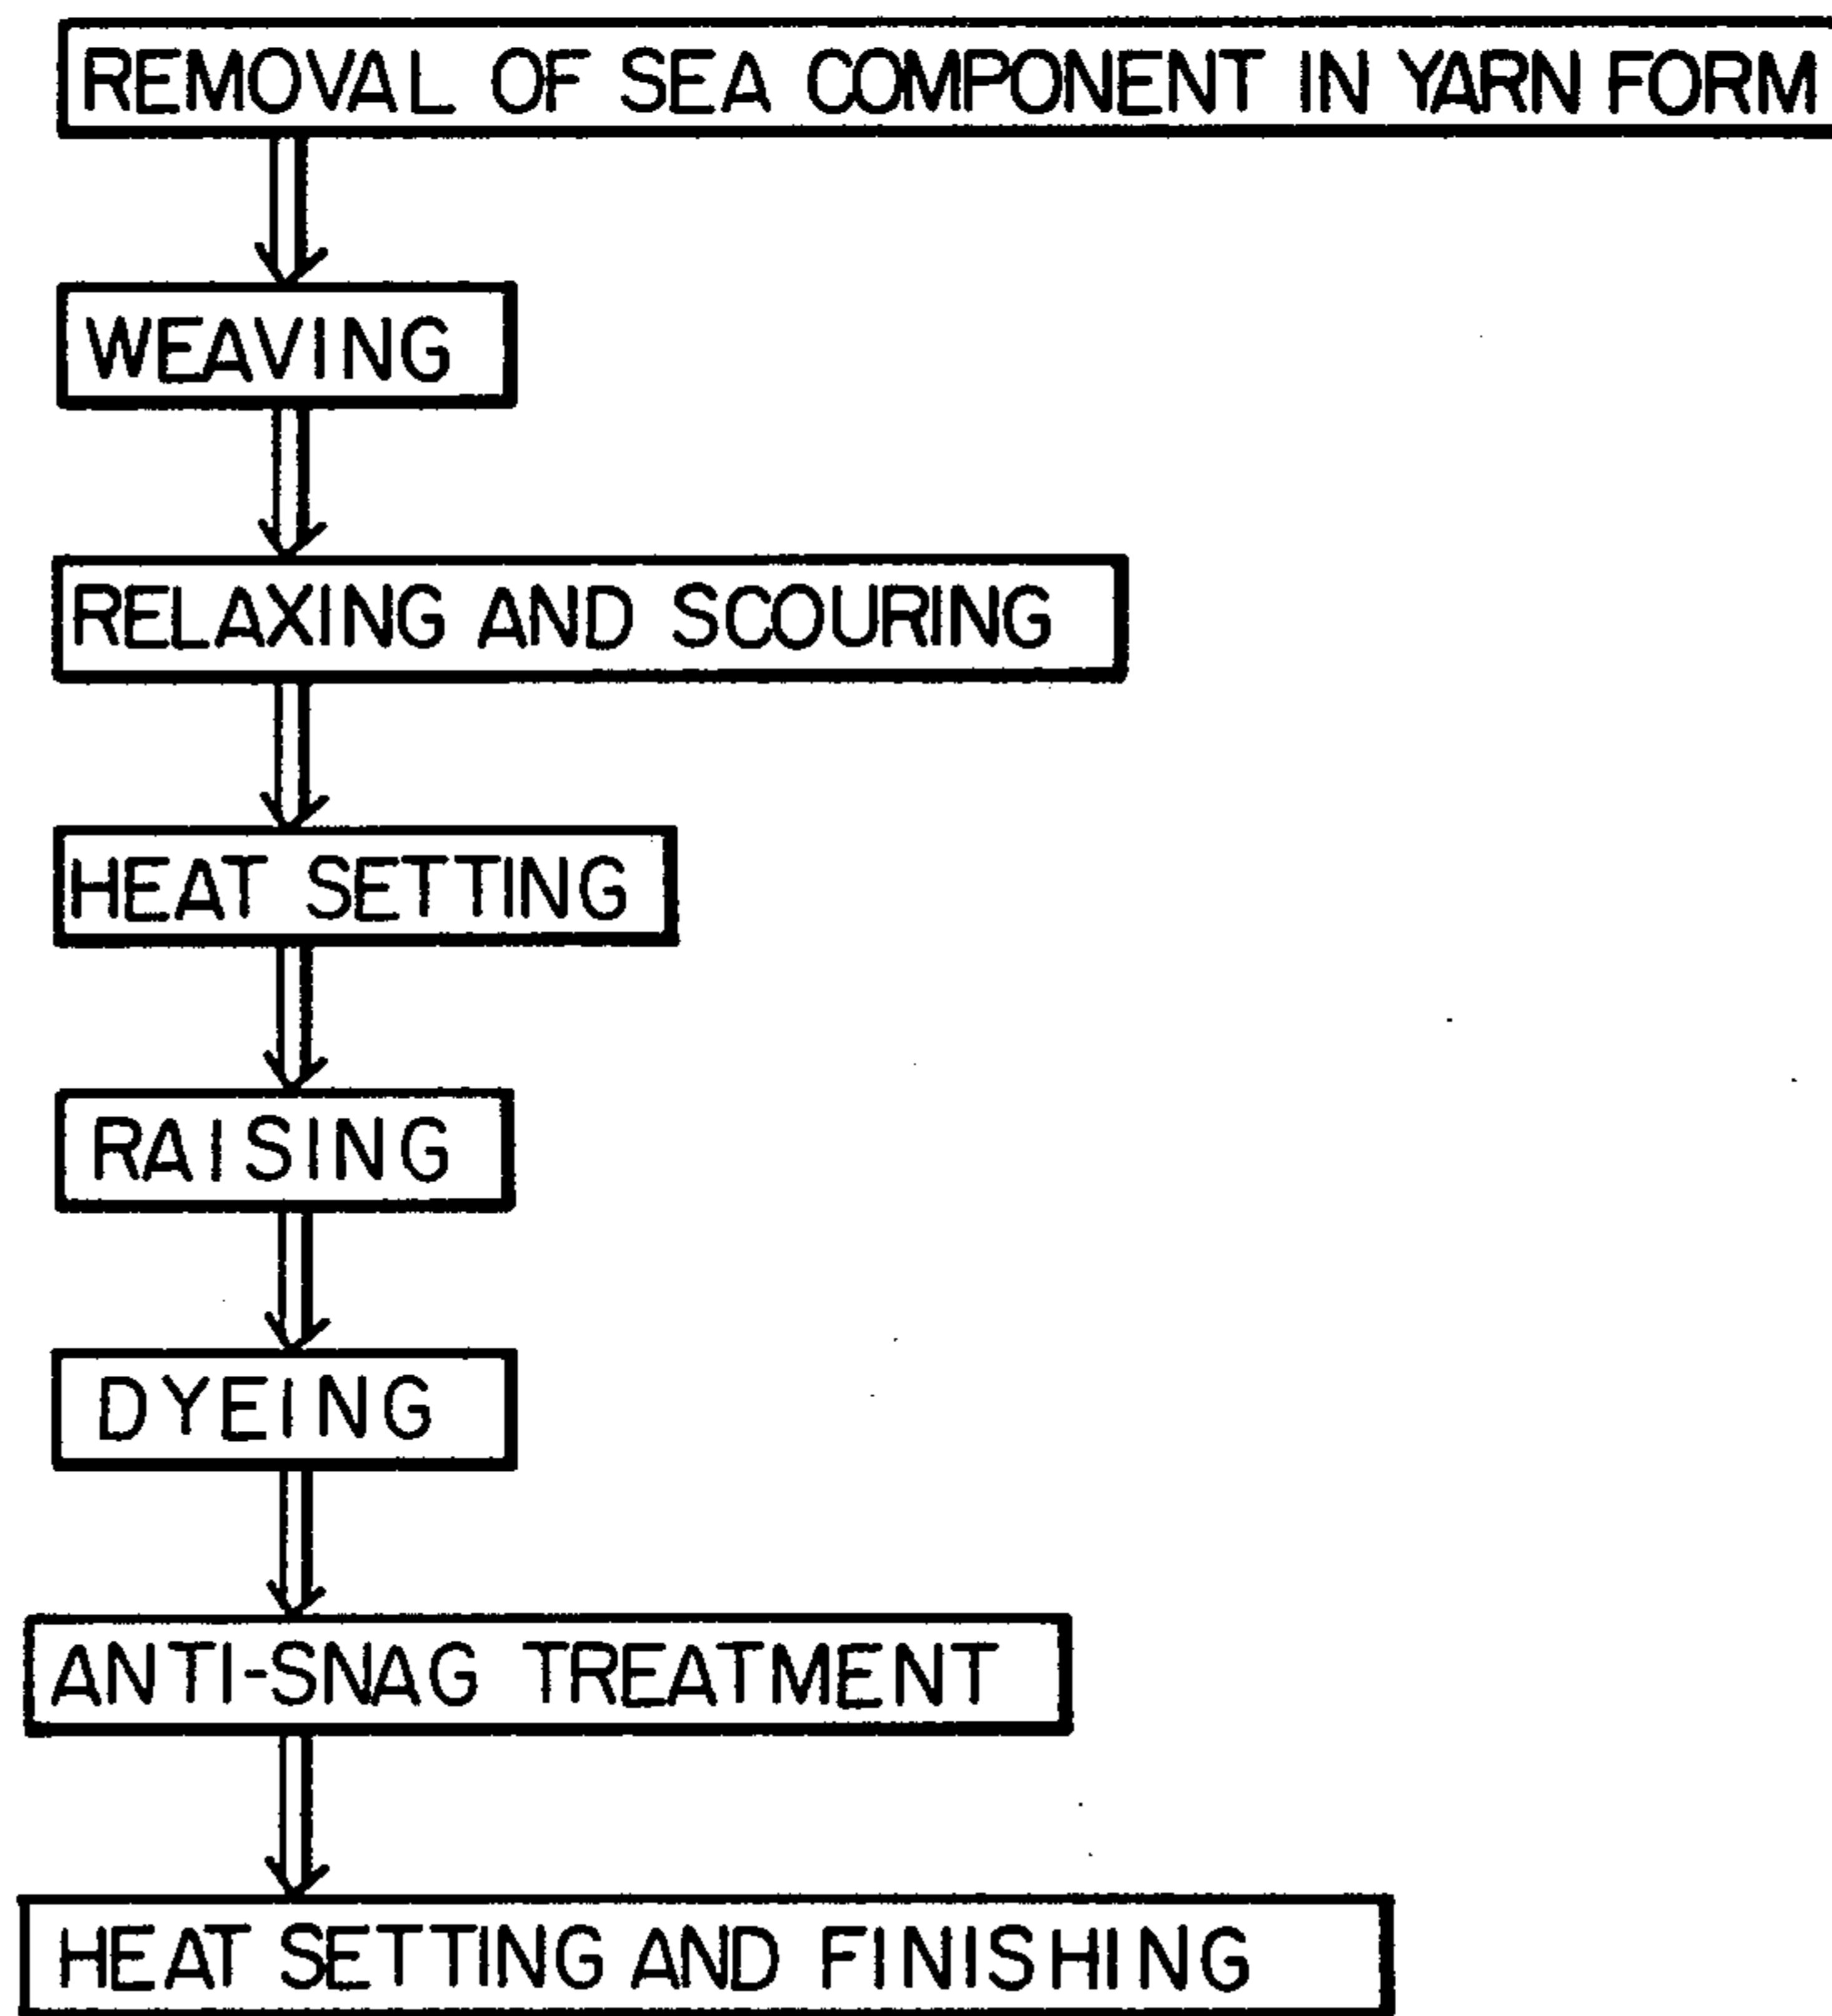 REMOVAL OF SEA COMPONENT IN YARN FORM
WEAVING
RELAXING AND SCOURING
HEAT SETTING
RAISING
DYEING
ANTI-SNAG TREATMENT
HEAT SETTING AND FINISHING